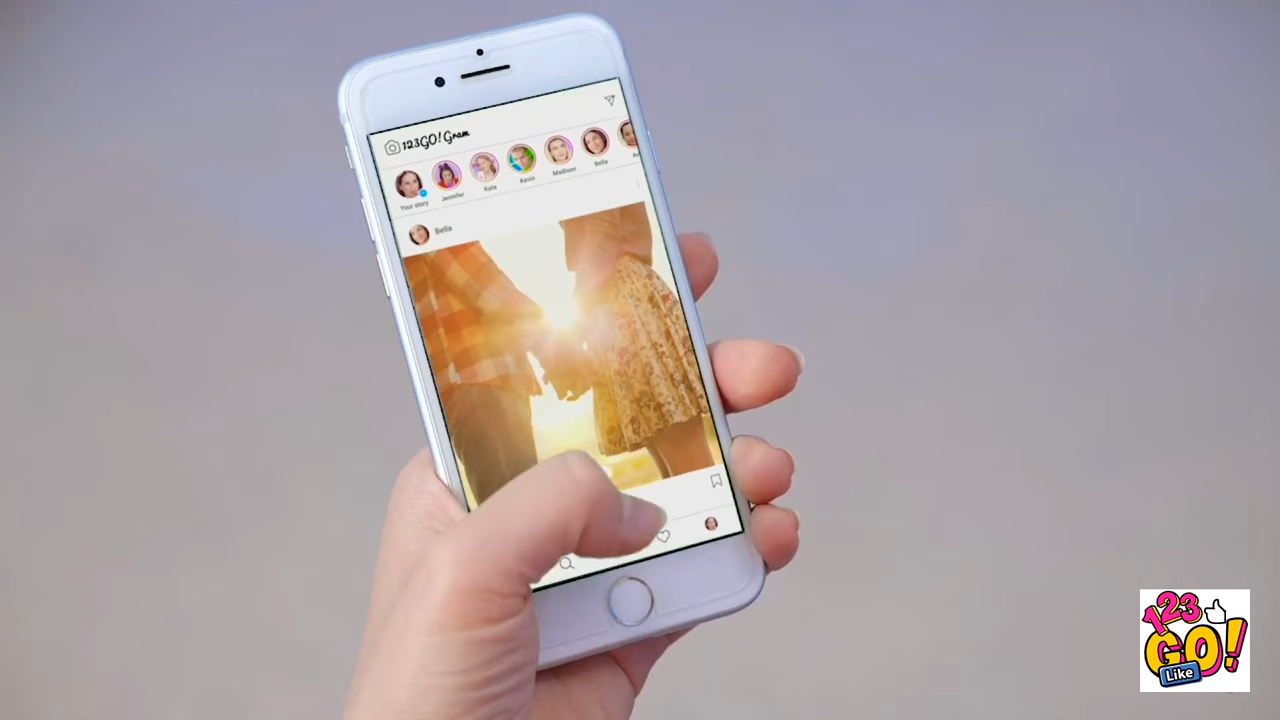 123GO! Gram
Your story
Jennifer
Kate
Kevin
Madison
Bella
Bella
123
GO!
Like